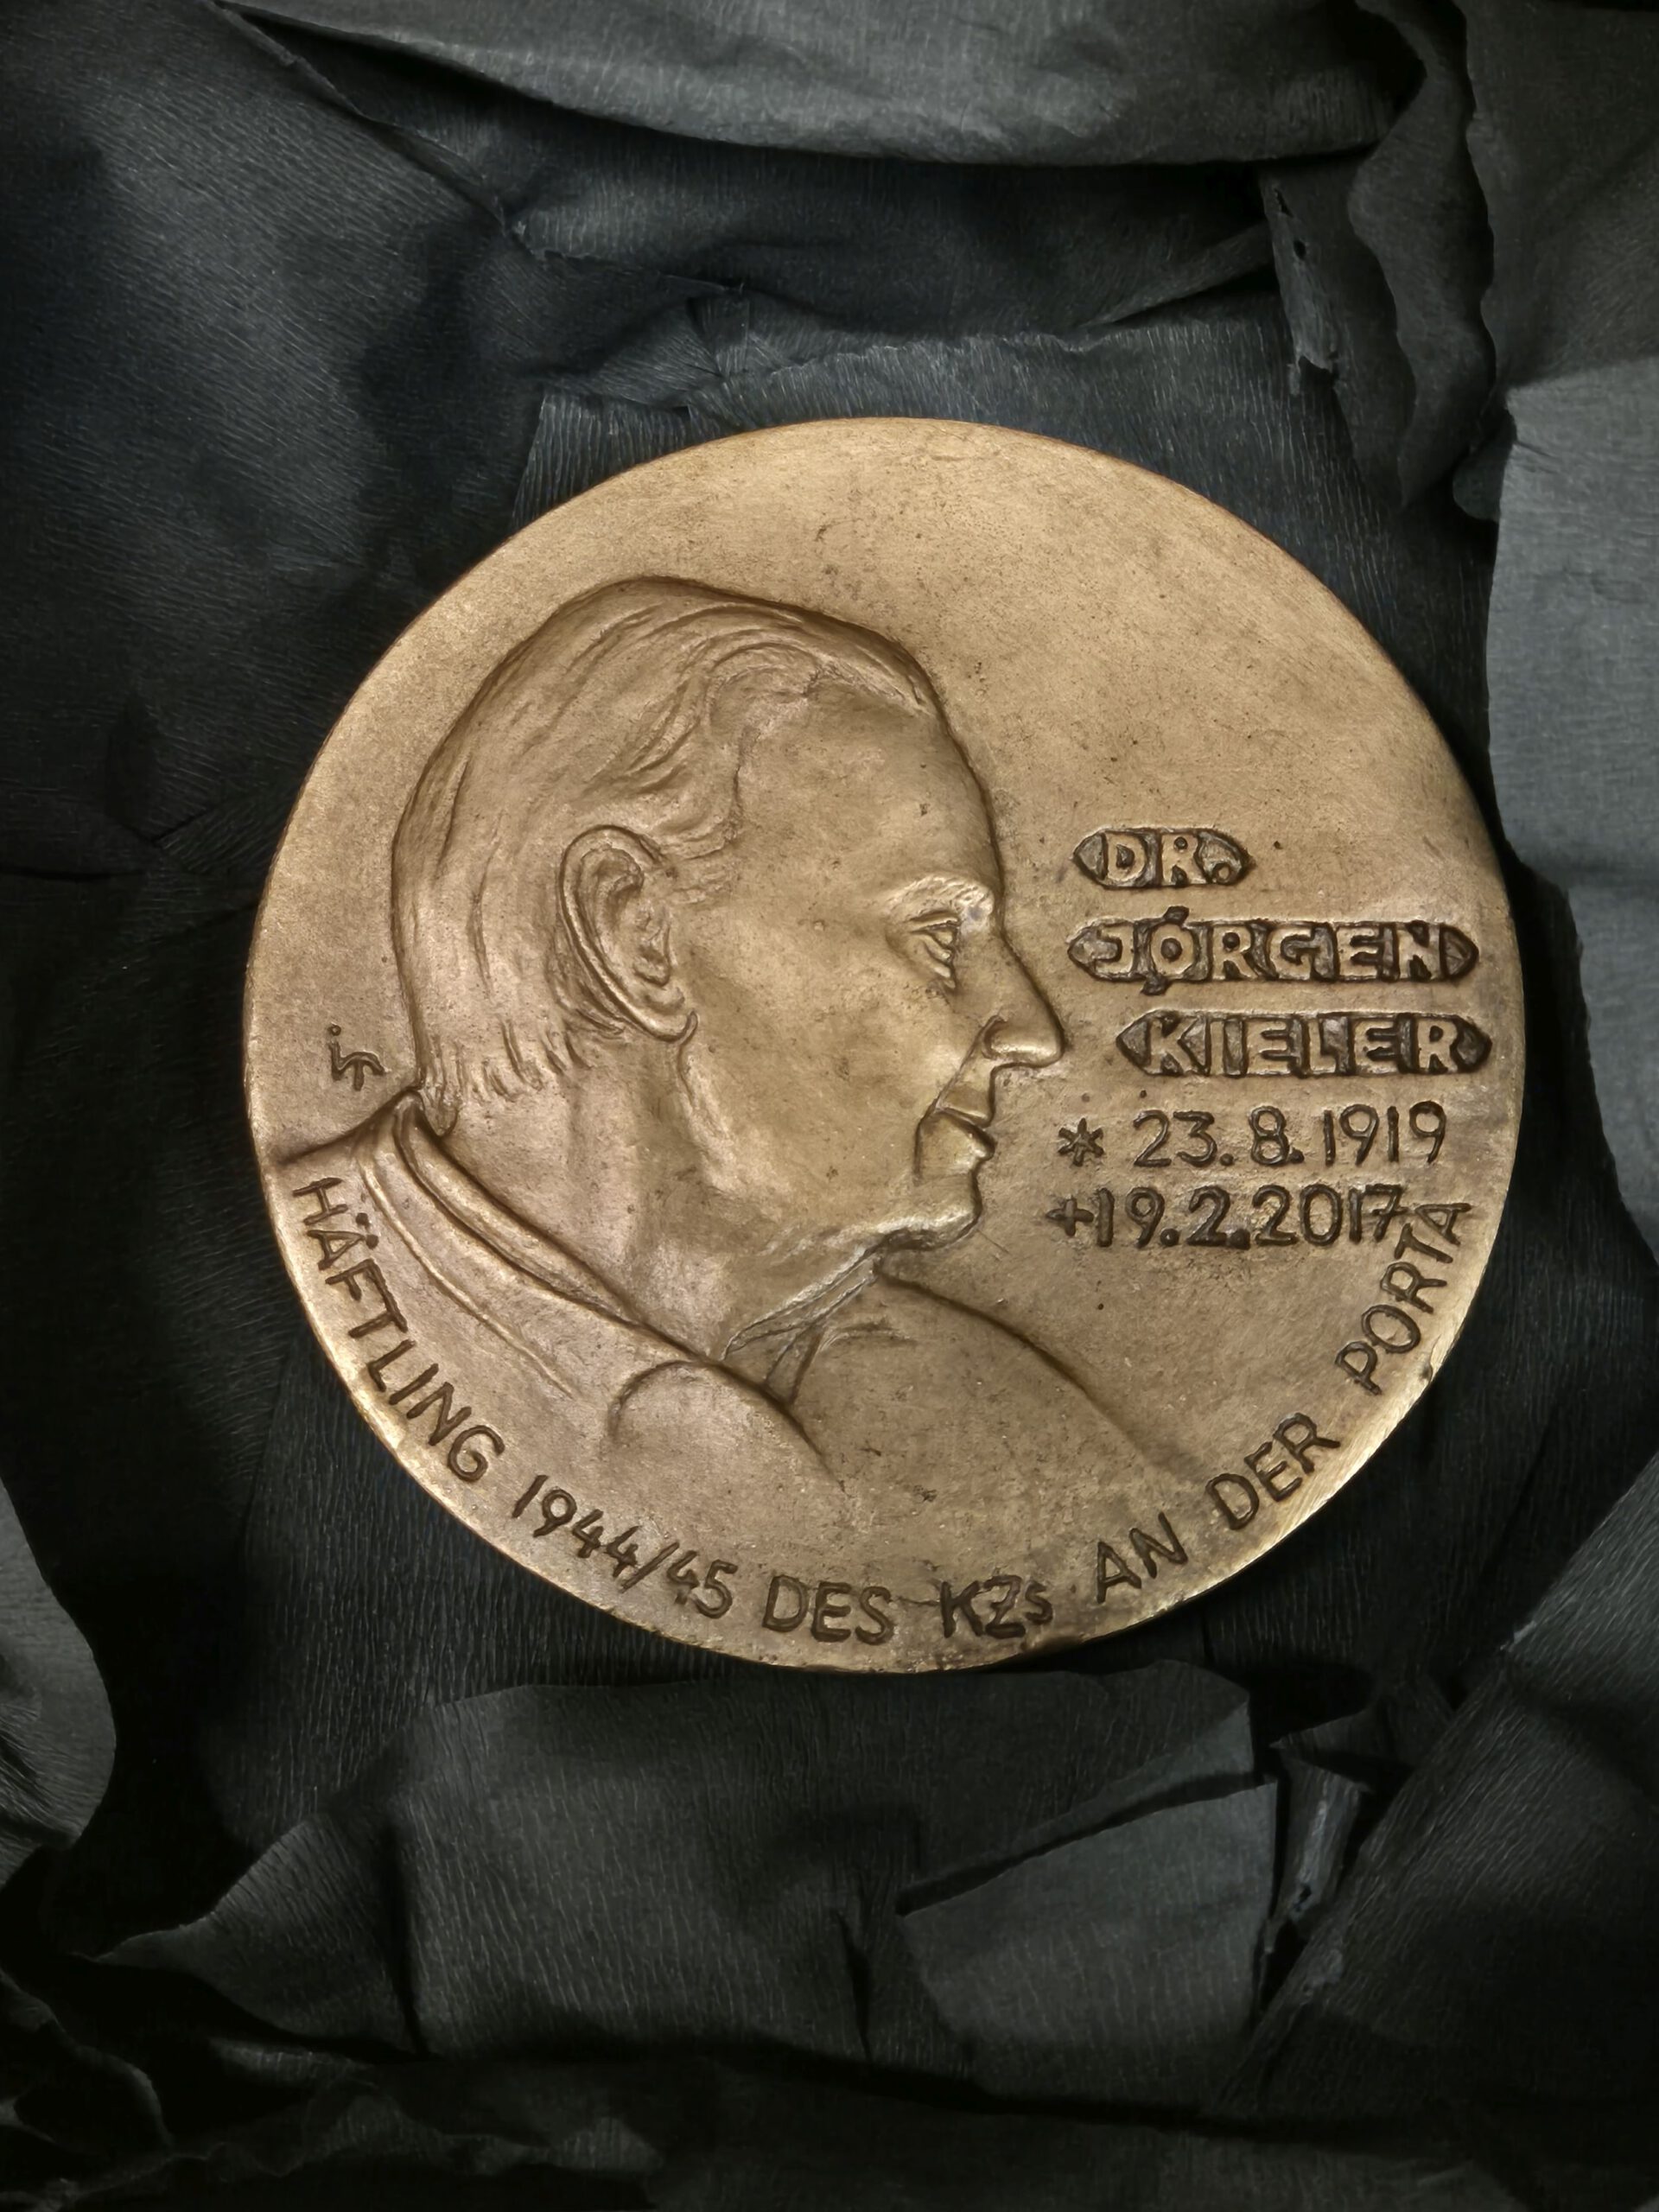 DR.
JØRGEN
KIELER
* 23.8.1919
+19.2.2017
HÄFTLING 1944/45 DES KZs AN DER PORTA